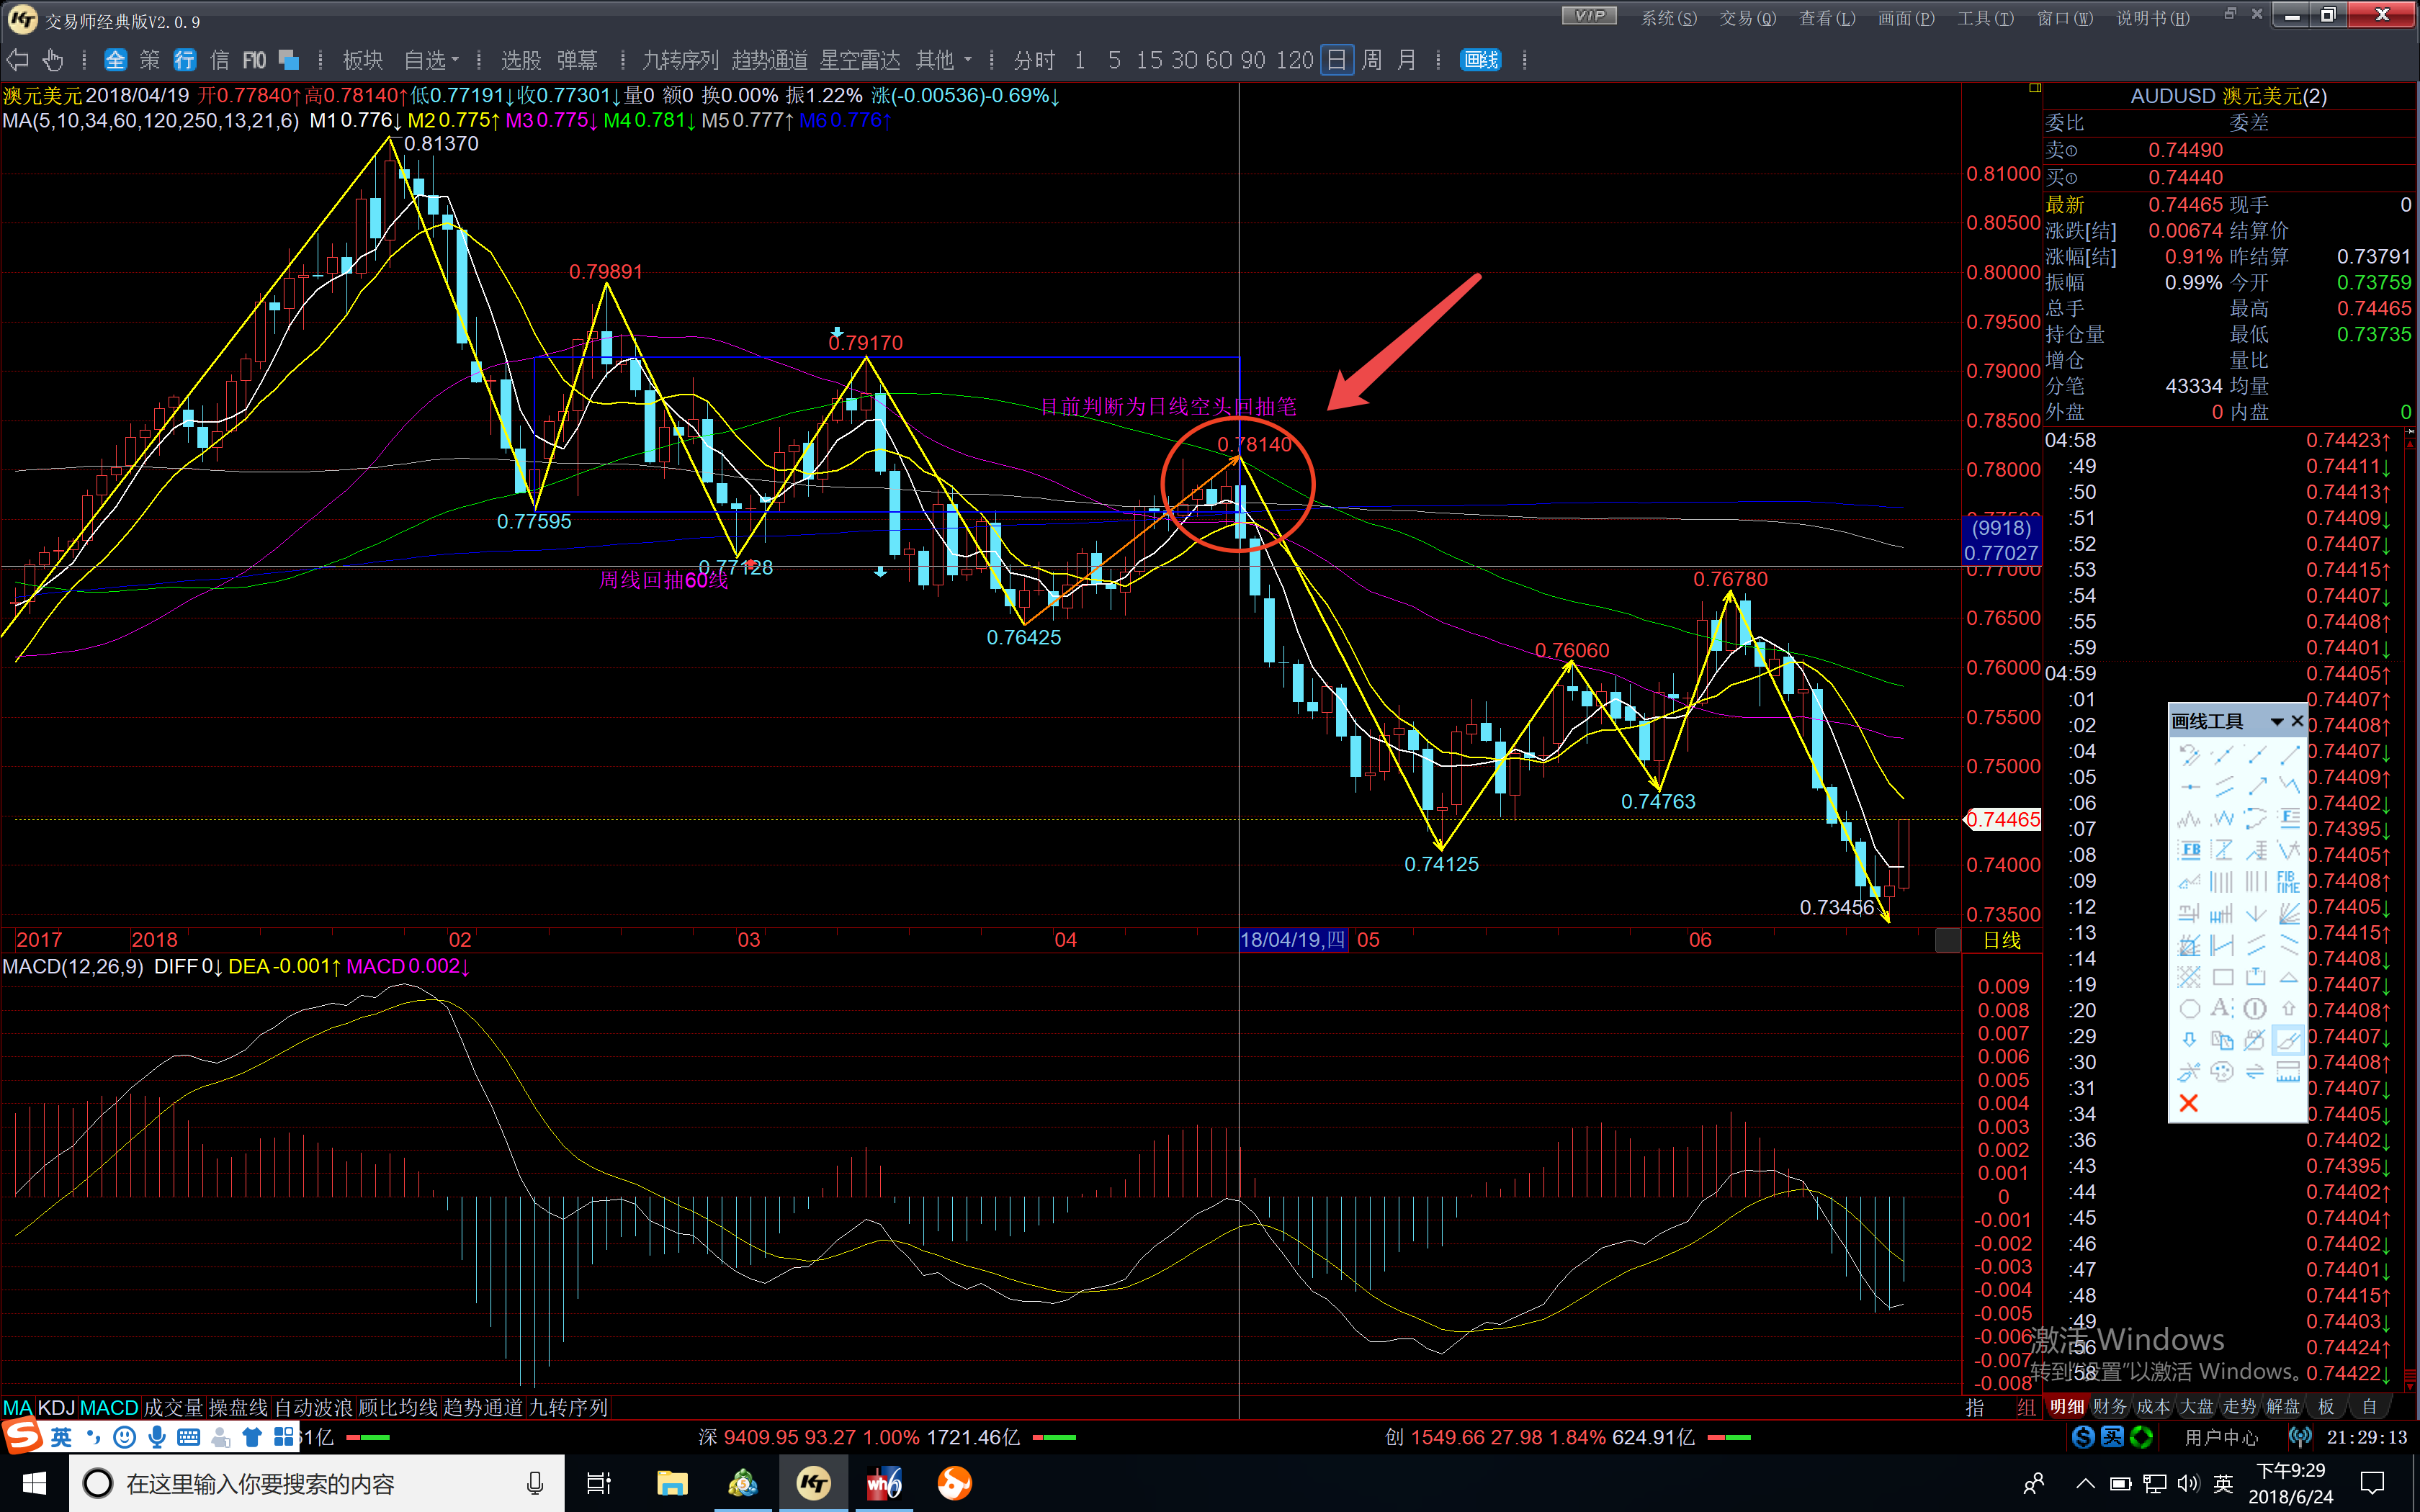 交易师经典版V2.0.9
VIP 系统(S) 交易(Q) 查看(L) 画面(P) 工具(T) 窗口(W) 说明书(H)
全 策 行 信 F10 板块 自选 选股 弹幕 九转序列 趋势通道 星空雷达 其他 分时 1 5 15 30 60 90 120 日 周 月 画线
澳元美元 2018/04/19 开0.77840↑高0.78140↑低0.77191↓收0.77301↓量0 额0 换0.00% 振1.22% 涨(-0.00536)-0.69%↓
MA(5,10,34,60,120,250,13,21,6) M1 0.776↓ M2 0.775↑ M3 0.775↓ M4 0.781↓ M5 0.777↑ M6 0.776↑
0.81370
0.79891
0.79170
目前判断为日线空头回抽笔
0.78140
0.77595
0.77128
周线回抽60线
0.76425
0.76780
0.76060
0.74763
0.74125
0.73456
0.81000
0.80500
0.80000
0.79500
0.79000
0.78500
0.78000
(9918)
0.77027
0.77000
0.76500
0.76000
0.75500
0.75000
0.74465
0.74000
0.73500
2017 2018 02 03 04 18/04/19,四 05 06 日线
MACD(12,26,9) DIFF 0↓ DEA -0.001↑ MACD 0.002↓
0.009
0.008
0.007
0.006
0.005
0.004
0.003
0.002
0.001
0
-0.001
-0.002
-0.003
-0.004
-0.005
-0.006
-0.007
-0.008
MA KDJ MACD 成交量 操盘线 自动波浪 顾比均线 趋势通道 九转序列 指 组
AUDUSD 澳元美元(2)
委比 委差
卖① 0.74490
买① 0.74440
最新 0.74465 现手 0
涨跌[结] 0.00674 结算价
涨幅[结] 0.91% 昨结算 0.73791
振幅 0.99% 今开 0.73759
总手 最高 0.74465
持仓量 最低 0.73735
增仓 量比
分笔 43334 均量
外盘 0 内盘 0
04:58 0.74423↑
:49 0.74411↓
:50 0.74413↑
:51 0.74409↓
:52 0.74407↓
:53 0.74415↑
:54 0.74407↓
:55 0.74408↑
:59 0.74401↓
04:59 0.74405↑
:01 0.74407↑
:02 0.74408↑
:04 0.74407↓
:05 0.74409↑
:06 0.74402↓
:07 0.74395↓
:08 0.74405↑
:09 0.74408↑
:12 0.74405↓
:13 0.74415↑
:14 0.74408↓
:19 0.74407↓
:20 0.74408↑
:29 0.74407↓
:30 0.74408↑
:31 0.74407↓
:34 0.74405↓
:36 0.74402↓
:43 0.74395↓
:44 0.74402↑
:45 0.74404↑
:46 0.74402↓
:47 0.74401↓
:48 0.74415↑
:49 0.74403↓
:56 0.74424↑
:58 0.74422↓
画线工具
激活 Windows
转到"设置"以激活 Windows。
明细 财务 成本 大盘 走势 解盘 板 自
英 61亿 深 9409.95 93.27 1.00% 1721.46亿 创 1549.66 27.98 1.84% 624.91亿 用户中心 21:29:13
在这里输入你要搜索的内容
英 下午9:29
2018/6/24